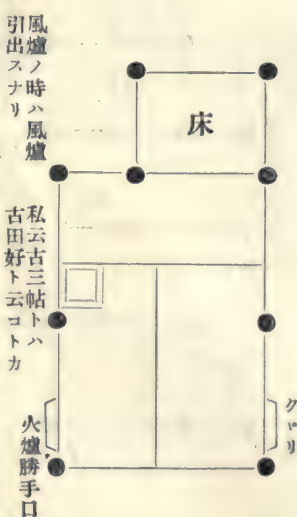 床
クヾリ
風爐ノ時ハ風爐
引出スナリ
私云古三帖トハ
古田好ト云コトカ
火爐勝手口